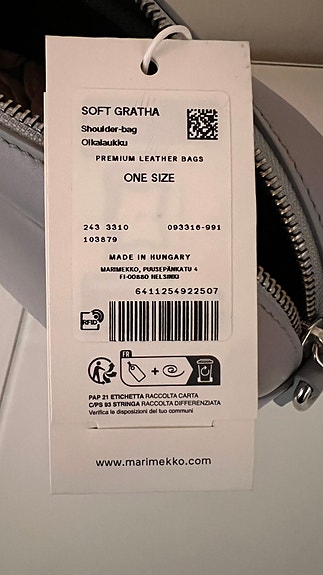 SOFT GRATHA
Shoulder-bag
Olkalaukku
PREMIUM LEATHER BAGS
ONE SIZE
243 3310 093316-991
103879
MADE IN HUNGARY
MARIMEKKO, PUUSEPÄNKATU 4
FI-00880 HELSINKI
6411254922507
RFID
FR
PAP 21 ETICHETTA RACCOLTA CARTA
C/PS 93 STRINGA RACCOLTA DIFFERENZIATA
Verifica le disposizioni del tuo comuni
www.marimekko.com